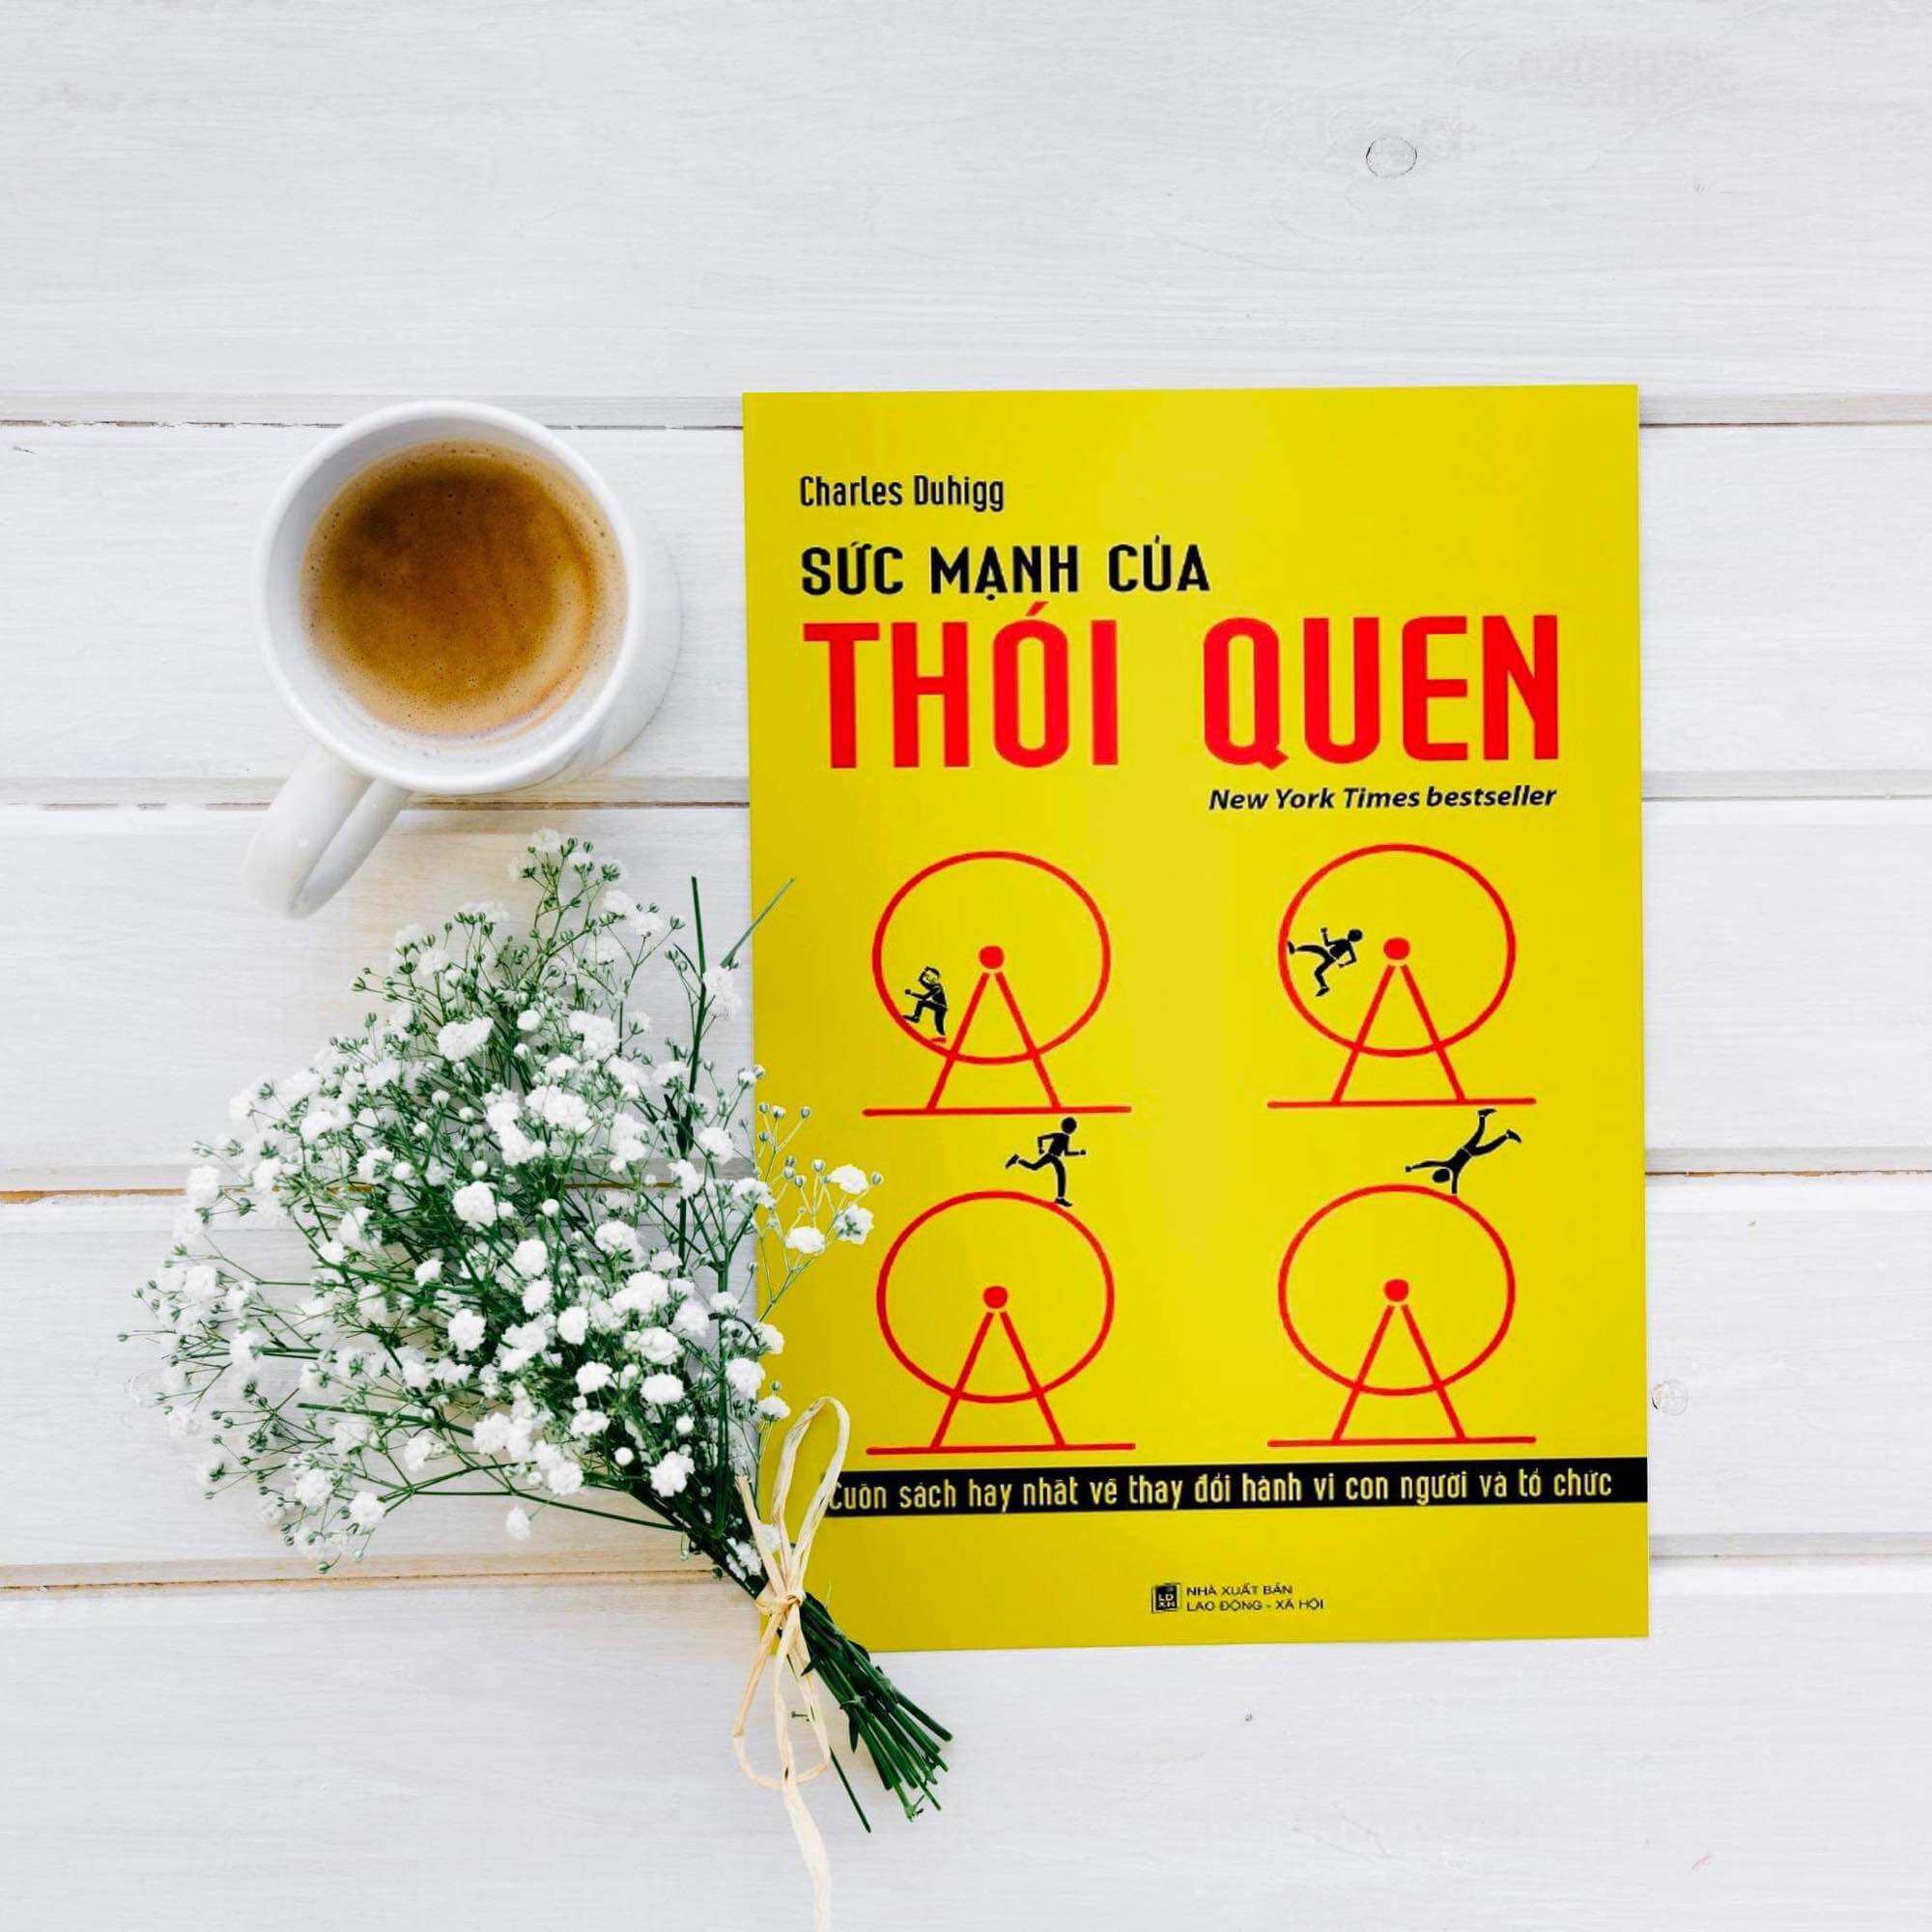 Charles Duhigg
SỨC MẠNH CỦA
THÓI QUEN
New York Times bestseller
Cuốn sách hay nhất về thay đổi hành vi con người và tổ chức
NHÀ XUẤT BẢN
LAO ĐỘNG - XÃ HỘI